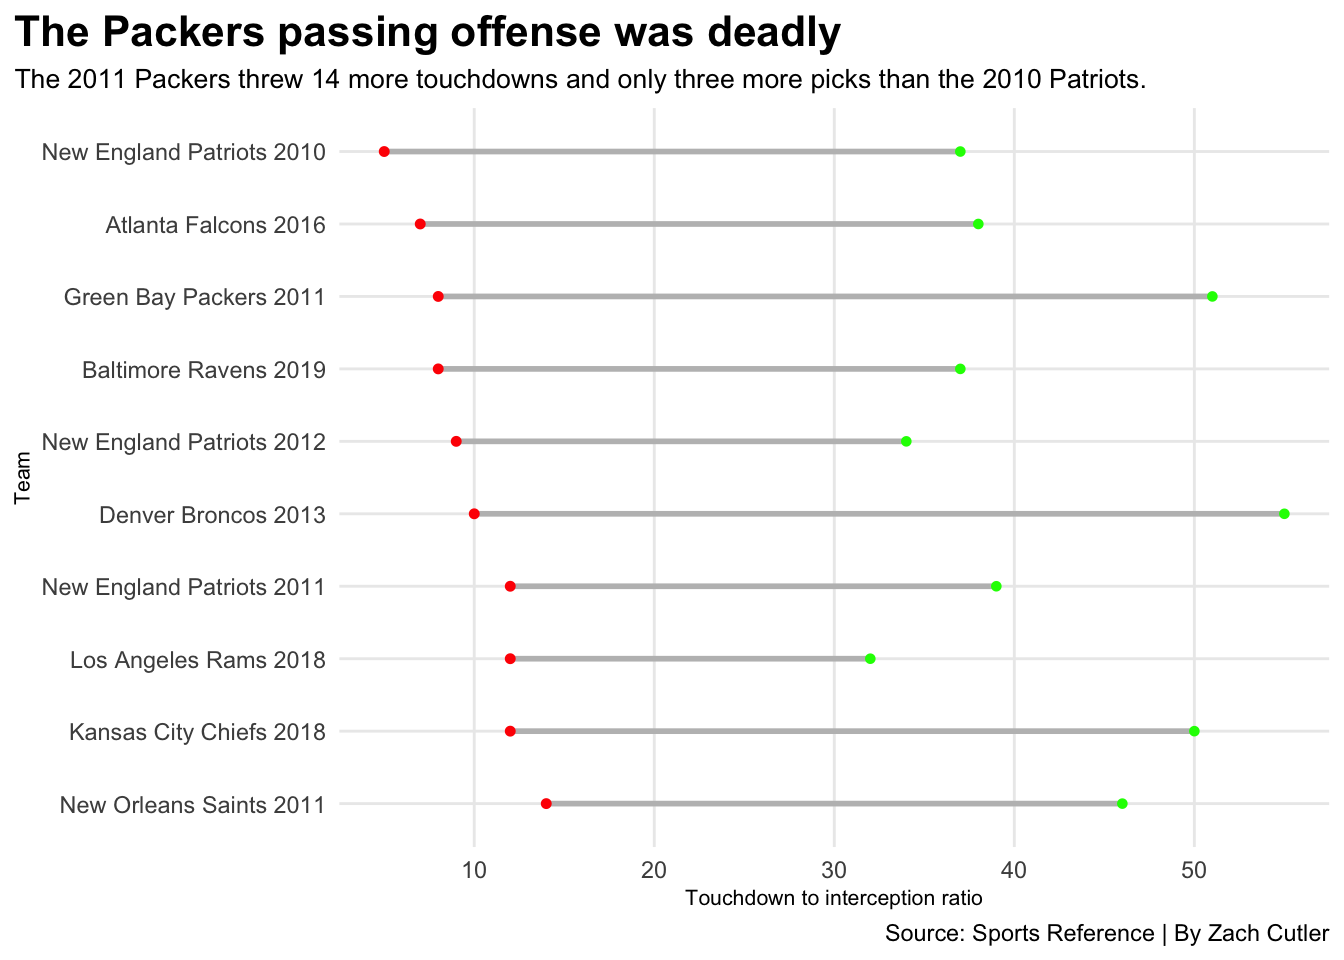 The Packers passing offense was deadly
The 2011 Packers threw 14 more touchdowns and only three more picks than the 2010 Patriots.
New England Patriots 2010
Atlanta Falcons 2016
Green Bay Packers 2011
Baltimore Ravens 2019
New England Patriots 2012
Team
Denver Broncos 2013
New England Patriots 2011
Los Angeles Rams 2018
Kansas City Chiefs 2018
New Orleans Saints 2011
10 20 30 40 50
Touchdown to interception ratio
Source: Sports Reference | By Zach Cutler